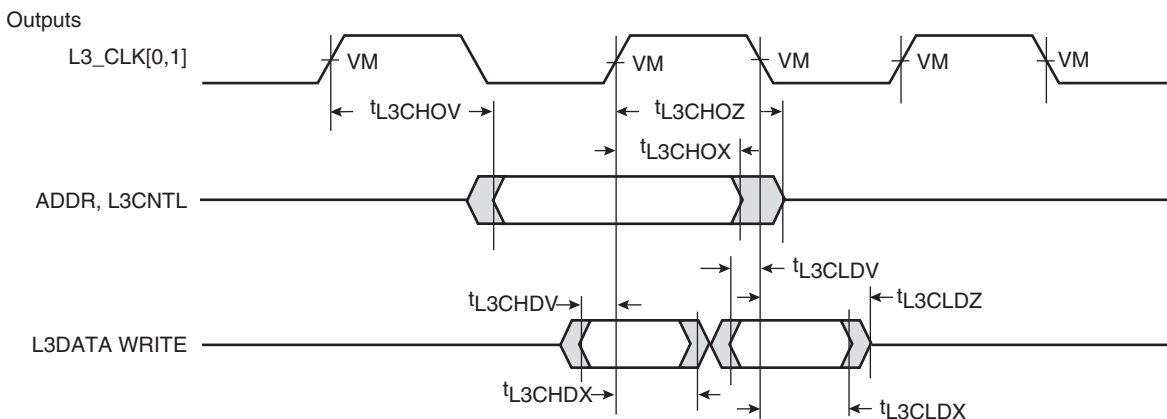 Outputs
L3_CLK[0,1]
VM
VM
VM
VM
VM
tL3CHOV
tL3CHOZ
tL3CHOX
ADDR, L3CNTL
tL3CLDV
tL3CHDV
tL3CLDZ
L3DATA WRITE
tL3CHDX
tL3CLDX